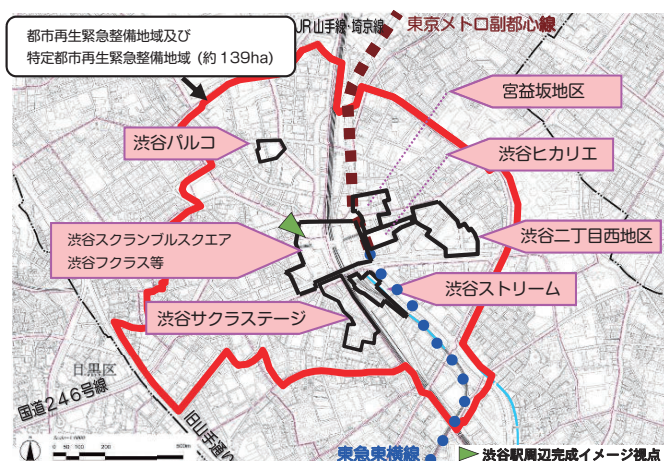 都市再生緊急整備地域及び
特定都市再生緊急整備地域(約139ha)
JR山手線・埼京線
東京メトロ副都心線
宮益坂地区
渋谷パルコ
渋谷ヒカリエ
渋谷スクランブルスクエア
渋谷フクラス等
渋谷二丁目西地区
渋谷ストリーム
渋谷サクラステージ
目黒区
国道246号線
旧山手通り
東急東横線
渋谷駅周辺完成イメージ視点
0 50 100 200 500m